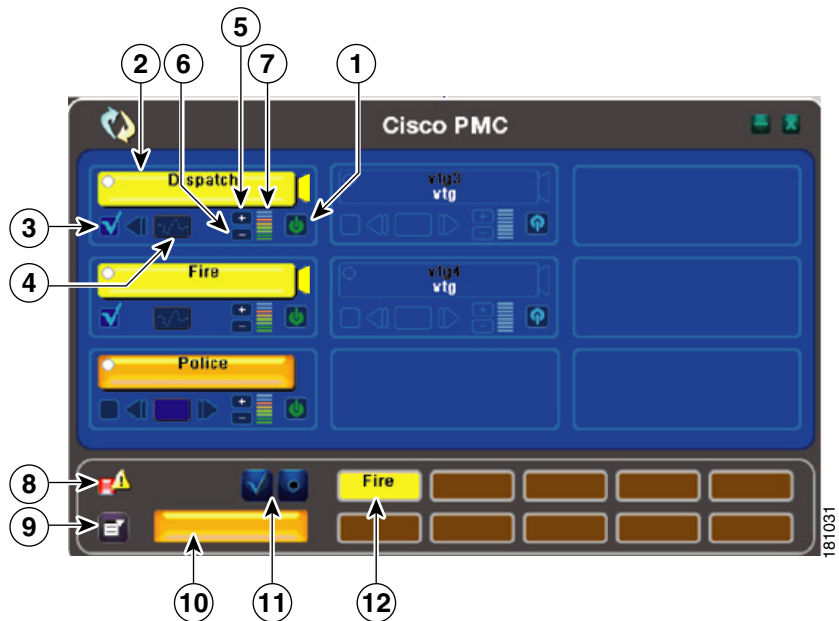 5
2 6 7 1
Cisco PMC
Dispatch
vtg3
vtg
+
3
-
4
Fire
vtg4
vtg
+
-
Police
+
-
8
Fire
9
181031
10 11 12